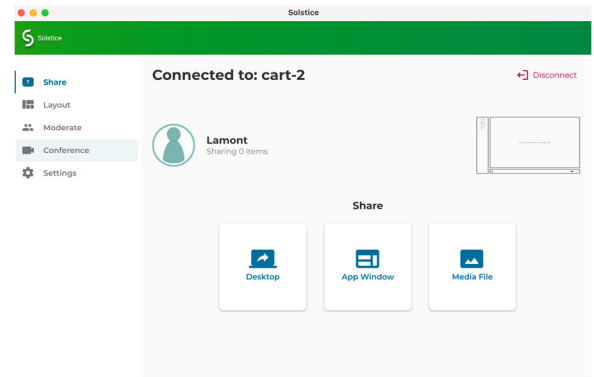 Solstice
Solstice
Connected to: cart-2
Disconnect
Share
Layout
Moderate
Conference
Settings
Lamont
Sharing 0 items
Share
Desktop
App Window
Media File